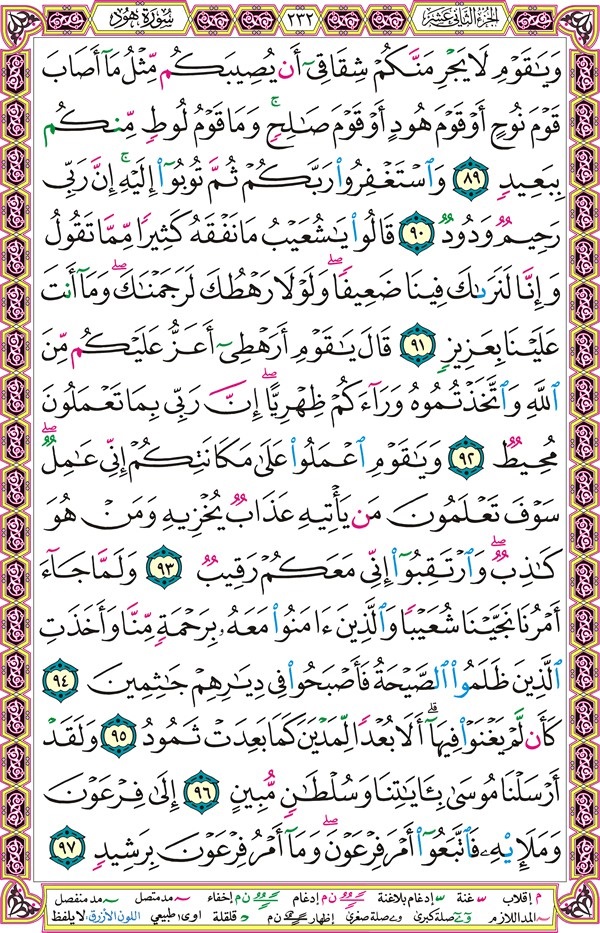 الجزء الثاني عشر ٢٣٢ سورة هود
وَيَٰقَوْمِ لَا يَجْرِمَنَّكُمْ شِقَاقِىٓ أَن يُصِيبَكُم مِّثْلُ مَآ أَصَابَ
قَوْمَ نُوحٍ أَوْ قَوْمَ هُودٍ أَوْ قَوْمَ صَٰلِحٍ ۚ وَمَا قَوْمُ لُوطٍ مِّنكُم
بِبَعِيدٍ ٨٩ وَٱسْتَغْفِرُوا۟ رَبَّكُمْ ثُمَّ تُوبُوٓا۟ إِلَيْهِ ۚ إِنَّ رَبِّى
رَحِيمٌ وَدُودٌ ٩٠ قَالُوا۟ يَٰشُعَيْبُ مَا نَفْقَهُ كَثِيرًا مِّمَّا تَقُولُ
وَإِنَّا لَنَرَىٰكَ فِينَا ضَعِيفًا ۖ وَلَوْلَا رَهْطُكَ لَرَجَمْنَٰكَ ۖ وَمَآ أَنتَ
عَلَيْنَا بِعَزِيزٍ ٩١ قَالَ يَٰقَوْمِ أَرَهْطِىٓ أَعَزُّ عَلَيْكُم مِّنَ
ٱللَّهِ وَٱتَّخَذْتُمُوهُ وَرَآءَكُمْ ظِهْرِيًّا ۖ إِنَّ رَبِّى بِمَا تَعْمَلُونَ
مُحِيطٌ ٩٢ وَيَٰقَوْمِ ٱعْمَلُوا۟ عَلَىٰ مَكَانَتِكُمْ إِنِّى عَٰمِلٌ ۖ
سَوْفَ تَعْلَمُونَ مَن يَأْتِيهِ عَذَابٌ يُخْزِيهِ وَمَنْ هُوَ
كَٰذِبٌ ۖ وَٱرْتَقِبُوٓا۟ إِنِّى مَعَكُمْ رَقِيبٌ ٩٣ وَلَمَّا جَآءَ
أَمْرُنَا نَجَّيْنَا شُعَيْبًا وَٱلَّذِينَ ءَامَنُوا۟ مَعَهُۥ بِرَحْمَةٍ مِّنَّا وَأَخَذَتِ
ٱلَّذِينَ ظَلَمُوا۟ ٱلصَّيْحَةُ فَأَصْبَحُوا۟ فِى دِيَٰرِهِمْ جَٰثِمِينَ ٩٤
كَأَن لَّمْ يَغْنَوْا۟ فِيهَآ ۗ أَلَا بُعْدًا لِّمَدْيَنَ كَمَا بَعِدَتْ ثَمُودُ ٩٥ وَلَقَدْ
أَرْسَلْنَا مُوسَىٰ بِـَٔايَٰتِنَا وَسُلْطَٰنٍ مُّبِينٍ ٩٦ إِلَىٰ فِرْعَوْنَ
وَمَلَإِيهِۦ فَٱتَّبَعُوٓا۟ أَمْرَ فِرْعَوْنَ ۖ وَمَآ أَمْرُ فِرْعَوْنَ بِرَشِيدٍ ٩٧
م إقلاب غنة إدغام بلاغنة ن م إدغام ن م إخفاء مد متصل مد منفصل
المد اللازم صلة كبرى صلة صغرى إظهار ن م قلقلة اوى طبيعي اللون الأزرق: لا يلفظ